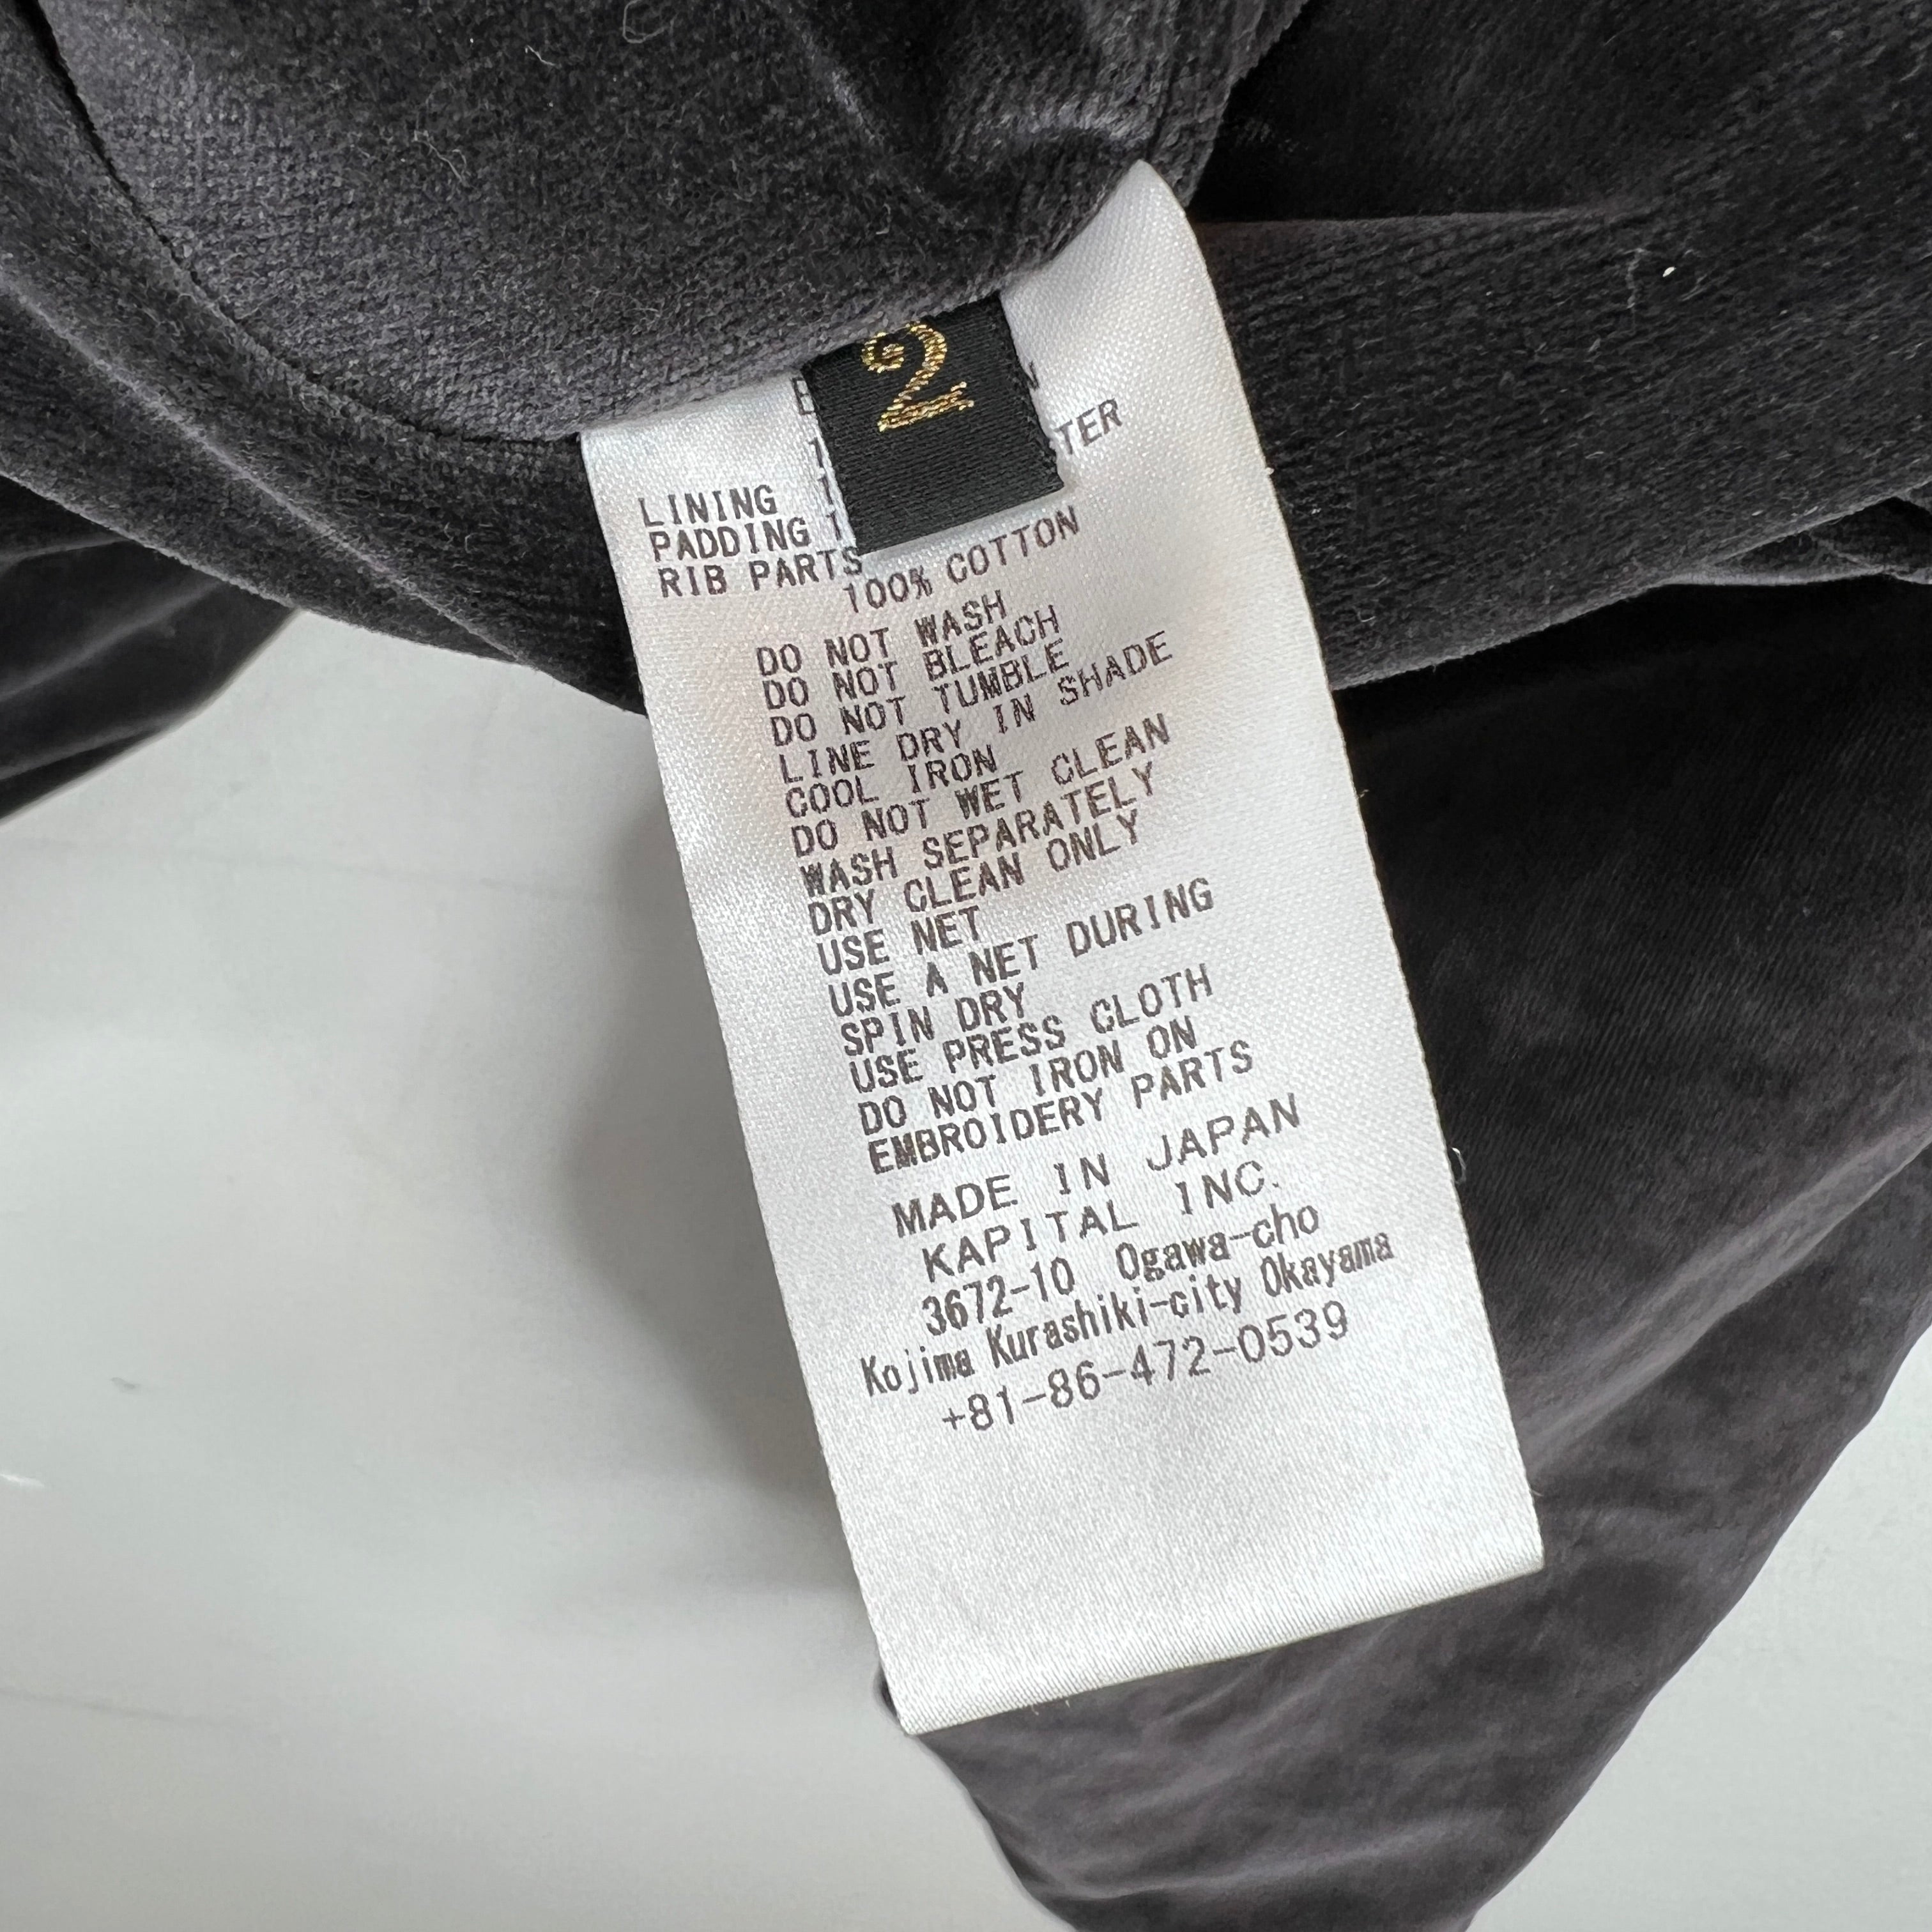 2
LINING
PADDING
RIB PARTS
100% COTTON
DO NOT WASH
DO NOT BLEACH
DO NOT TUMBLE
LINE DRY IN SHADE
COOL IRON
DO NOT WET CLEAN
WASH SEPARATELY
DRY CLEAN ONLY
USE NET
USE A NET DURING
SPIN DRY
USE PRESS CLOTH
DO NOT IRON ON
EMBROIDERY PARTS
MADE IN JAPAN
KAPITAL INC.
3672-10 Ogawa-cho
Kojima Kurashiki-city Okayama
+81-86-472-0539